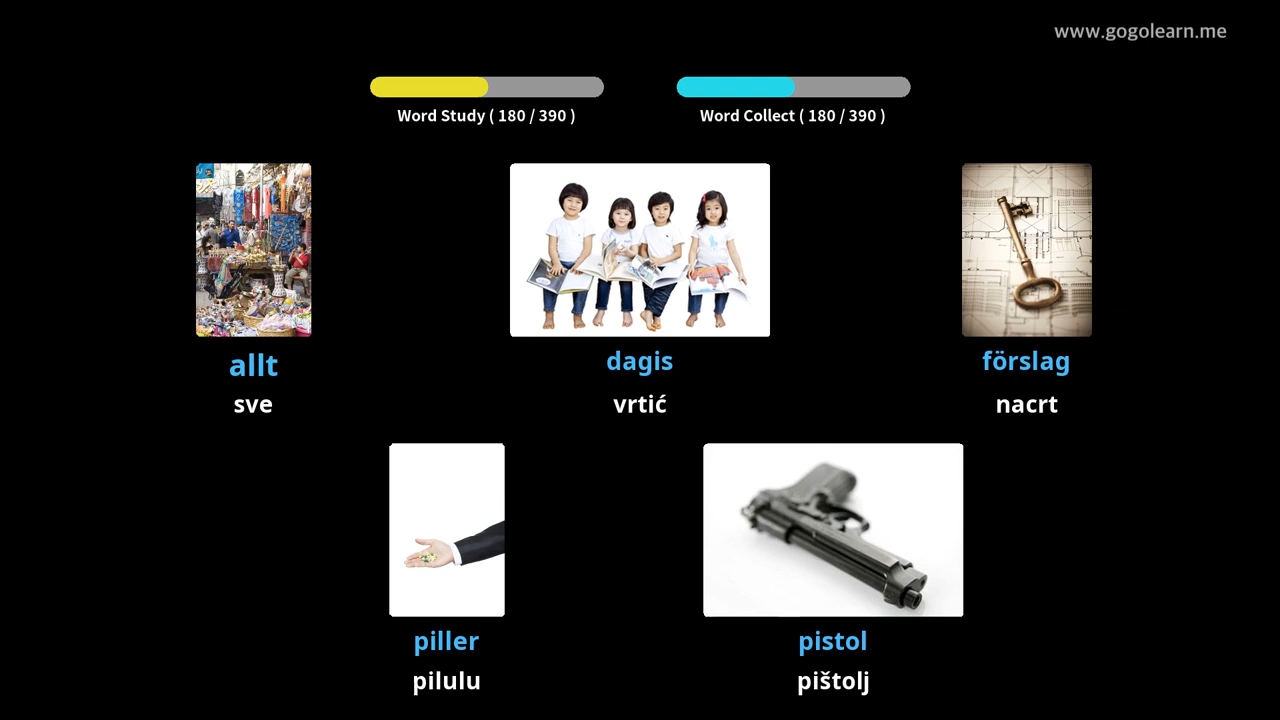 www.gogolearn.me
Word Study ( 180 / 390 )
Word Collect ( 180 / 390 )
allt
sve
dagis
vrtić
förslag
nacrt
piller
pilulu
pistol
pištolj